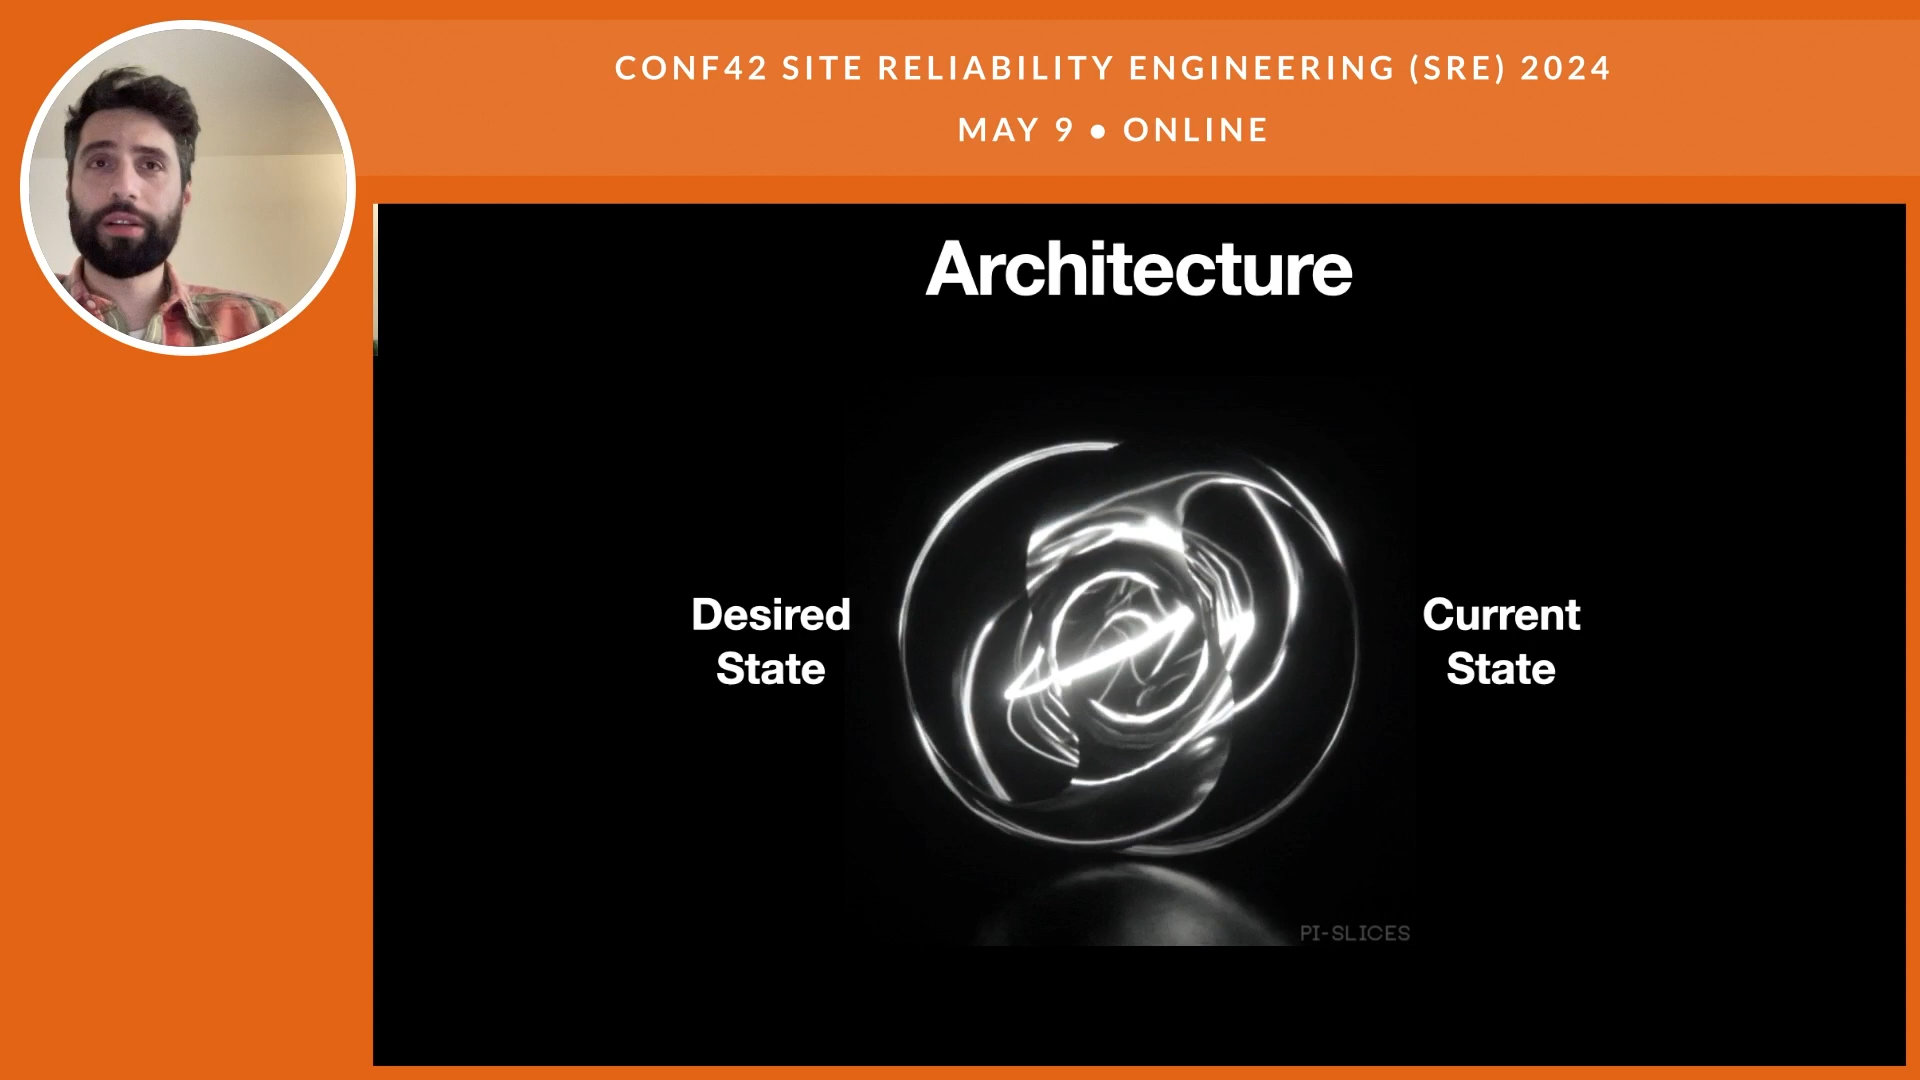 CONF42 SITE RELIABILITY ENGINEERING (SRE) 2024
MAY 9 ● ONLINE
Architecture
Desired
State
Current
State
PI-SLICES